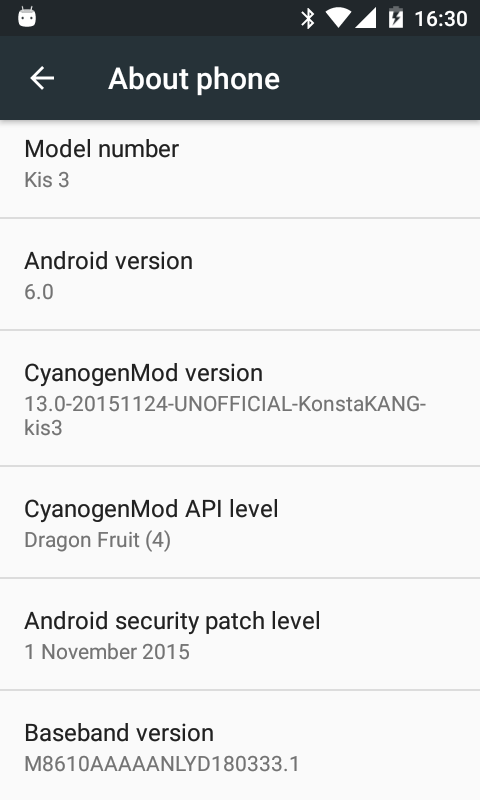 16:30
About phone
Model number
Kis 3
Android version
6.0
CyanogenMod version
13.0-20151124-UNOFFICIAL-KonstaKANG-
kis3
CyanogenMod API level
Dragon Fruit (4)
Android security patch level
1 November 2015
Baseband version
M8610AAAAANLYD180333.1